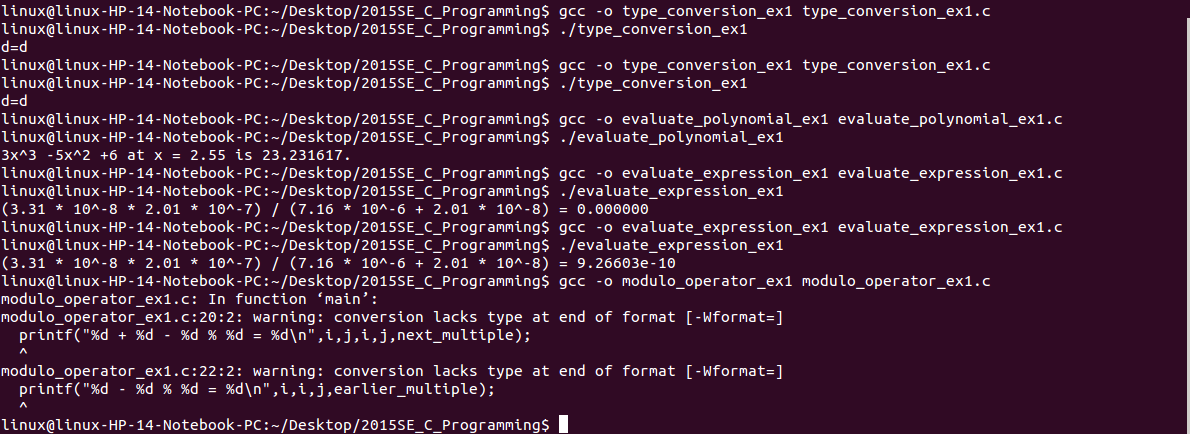 linux@linux-HP-14-Notebook-PC:~/Desktop/2015SE_C_Programming$ gcc -o type_conversion_ex1 type_conversion_ex1.c
linux@linux-HP-14-Notebook-PC:~/Desktop/2015SE_C_Programming$ ./type_conversion_ex1
d=d
linux@linux-HP-14-Notebook-PC:~/Desktop/2015SE_C_Programming$ gcc -o type_conversion_ex1 type_conversion_ex1.c
linux@linux-HP-14-Notebook-PC:~/Desktop/2015SE_C_Programming$ ./type_conversion_ex1
d=d
linux@linux-HP-14-Notebook-PC:~/Desktop/2015SE_C_Programming$ gcc -o evaluate_polynomial_ex1 evaluate_polynomial_ex1.c
linux@linux-HP-14-Notebook-PC:~/Desktop/2015SE_C_Programming$ ./evaluate_polynomial_ex1
3x^3 -5x^2 +6 at x = 2.55 is 23.231617.
linux@linux-HP-14-Notebook-PC:~/Desktop/2015SE_C_Programming$ gcc -o evaluate_expression_ex1 evaluate_expression_ex1.c
linux@linux-HP-14-Notebook-PC:~/Desktop/2015SE_C_Programming$ ./evaluate_expression_ex1
(3.31 * 10^-8 * 2.01 * 10^-7) / (7.16 * 10^-6 + 2.01 * 10^-8) = 0.000000
linux@linux-HP-14-Notebook-PC:~/Desktop/2015SE_C_Programming$ gcc -o evaluate_expression_ex1 evaluate_expression_ex1.c
linux@linux-HP-14-Notebook-PC:~/Desktop/2015SE_C_Programming$ ./evaluate_expression_ex1
(3.31 * 10^-8 * 2.01 * 10^-7) / (7.16 * 10^-6 + 2.01 * 10^-8) = 9.26603e-10
linux@linux-HP-14-Notebook-PC:~/Desktop/2015SE_C_Programming$ gcc -o modulo_operator_ex1 modulo_operator_ex1.c
modulo_operator_ex1.c: In function ‘main’:
modulo_operator_ex1.c:20:2: warning: conversion lacks type at end of format [-Wformat=]
  printf("%d + %d - %d % %d = %d\n",i,j,i,j,next_multiple);
  ^
modulo_operator_ex1.c:22:2: warning: conversion lacks type at end of format [-Wformat=]
  printf("%d - %d % %d = %d\n",i,i,j,earlier_multiple);
  ^
linux@linux-HP-14-Notebook-PC:~/Desktop/2015SE_C_Programming$